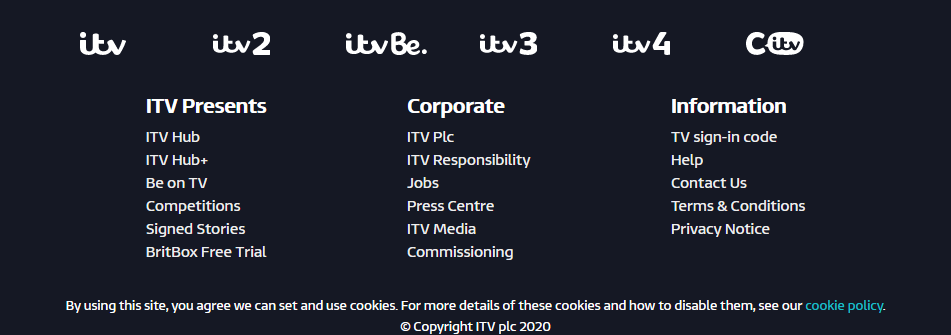 itv itv2 itvBe. itv3 itv4 Citv
ITV Presents Corporate Information
ITV Hub ITV Plc TV sign-in code
ITV Hub+ ITV Responsibility Help
Be on TV Jobs Contact Us
Competitions Press Centre Terms & Conditions
Signed Stories ITV Media Privacy Notice
BritBox Free Trial Commissioning
By using this site, you agree we can set and use cookies. For more details of these cookies and how to disable them, see our cookie policy.
© Copyright ITV plc 2020